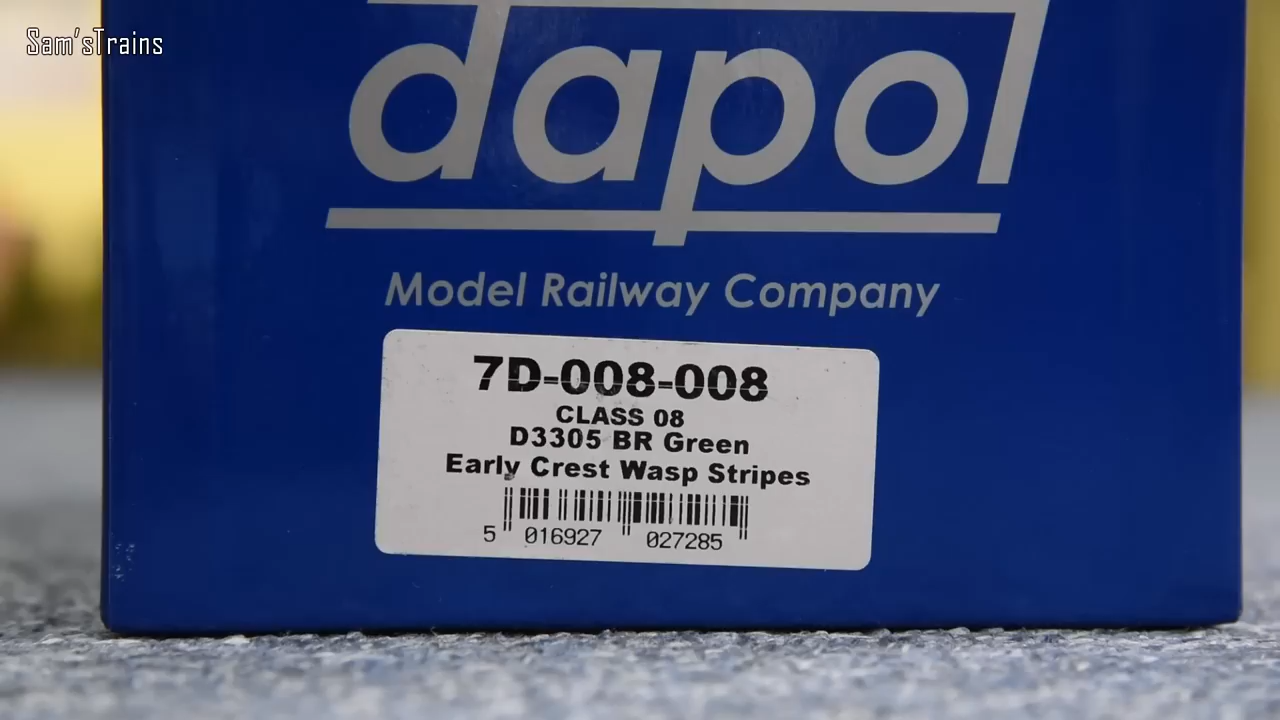 Sam'sTrains
dapol
Model Railway Company
7D-008-008
CLASS 08
D3305 BR Green
Early Crest Wasp Stripes
5 016927 027285